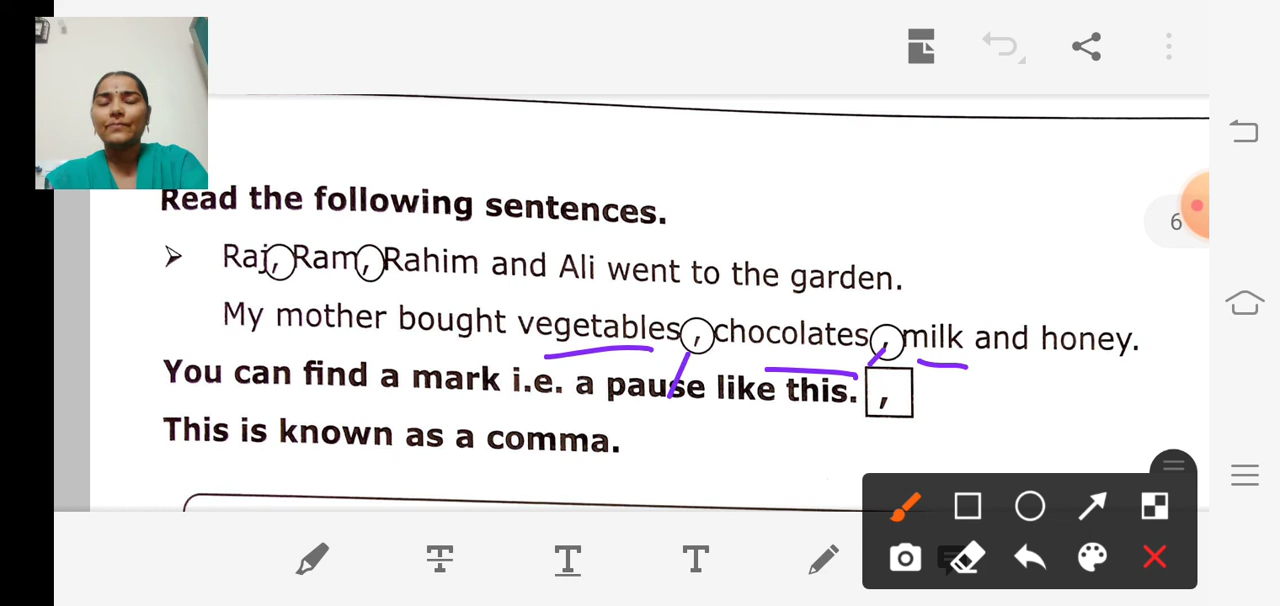 Read the following sentences.
➢ Raj, Ram, Rahim and Ali went to the garden.
My mother bought vegetables, chocolates, milk and honey.
You can find a mark i.e. a pause like this. ,
This is known as a comma.
6
T T T